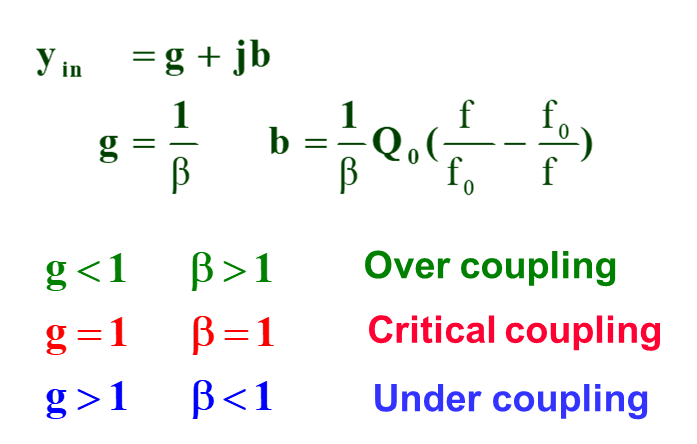 y_in = g + jb
g = 1/β b = 1/β Q_0 (f/f_0 − f_0/f)
g < 1 β > 1 Over coupling
g = 1 β = 1 Critical coupling
g > 1 β < 1 Under coupling